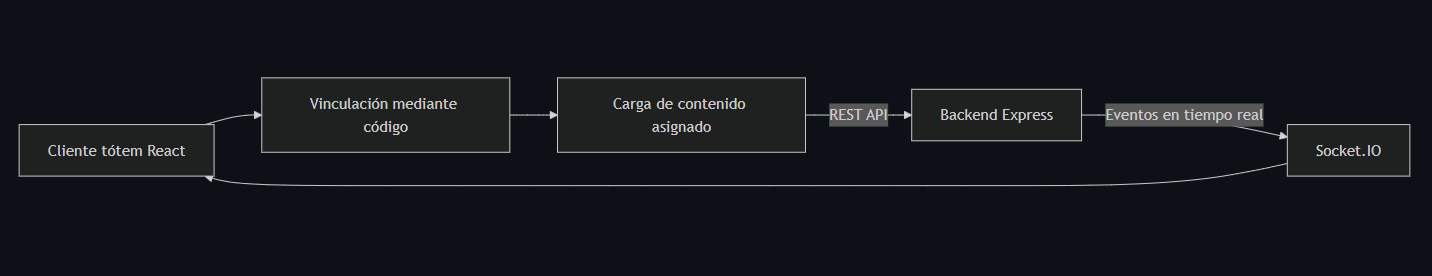 Cliente tótem React
Vinculación mediante
código
Carga de contenido
asignado
REST API
Backend Express
Eventos en tiempo real
Socket.IO